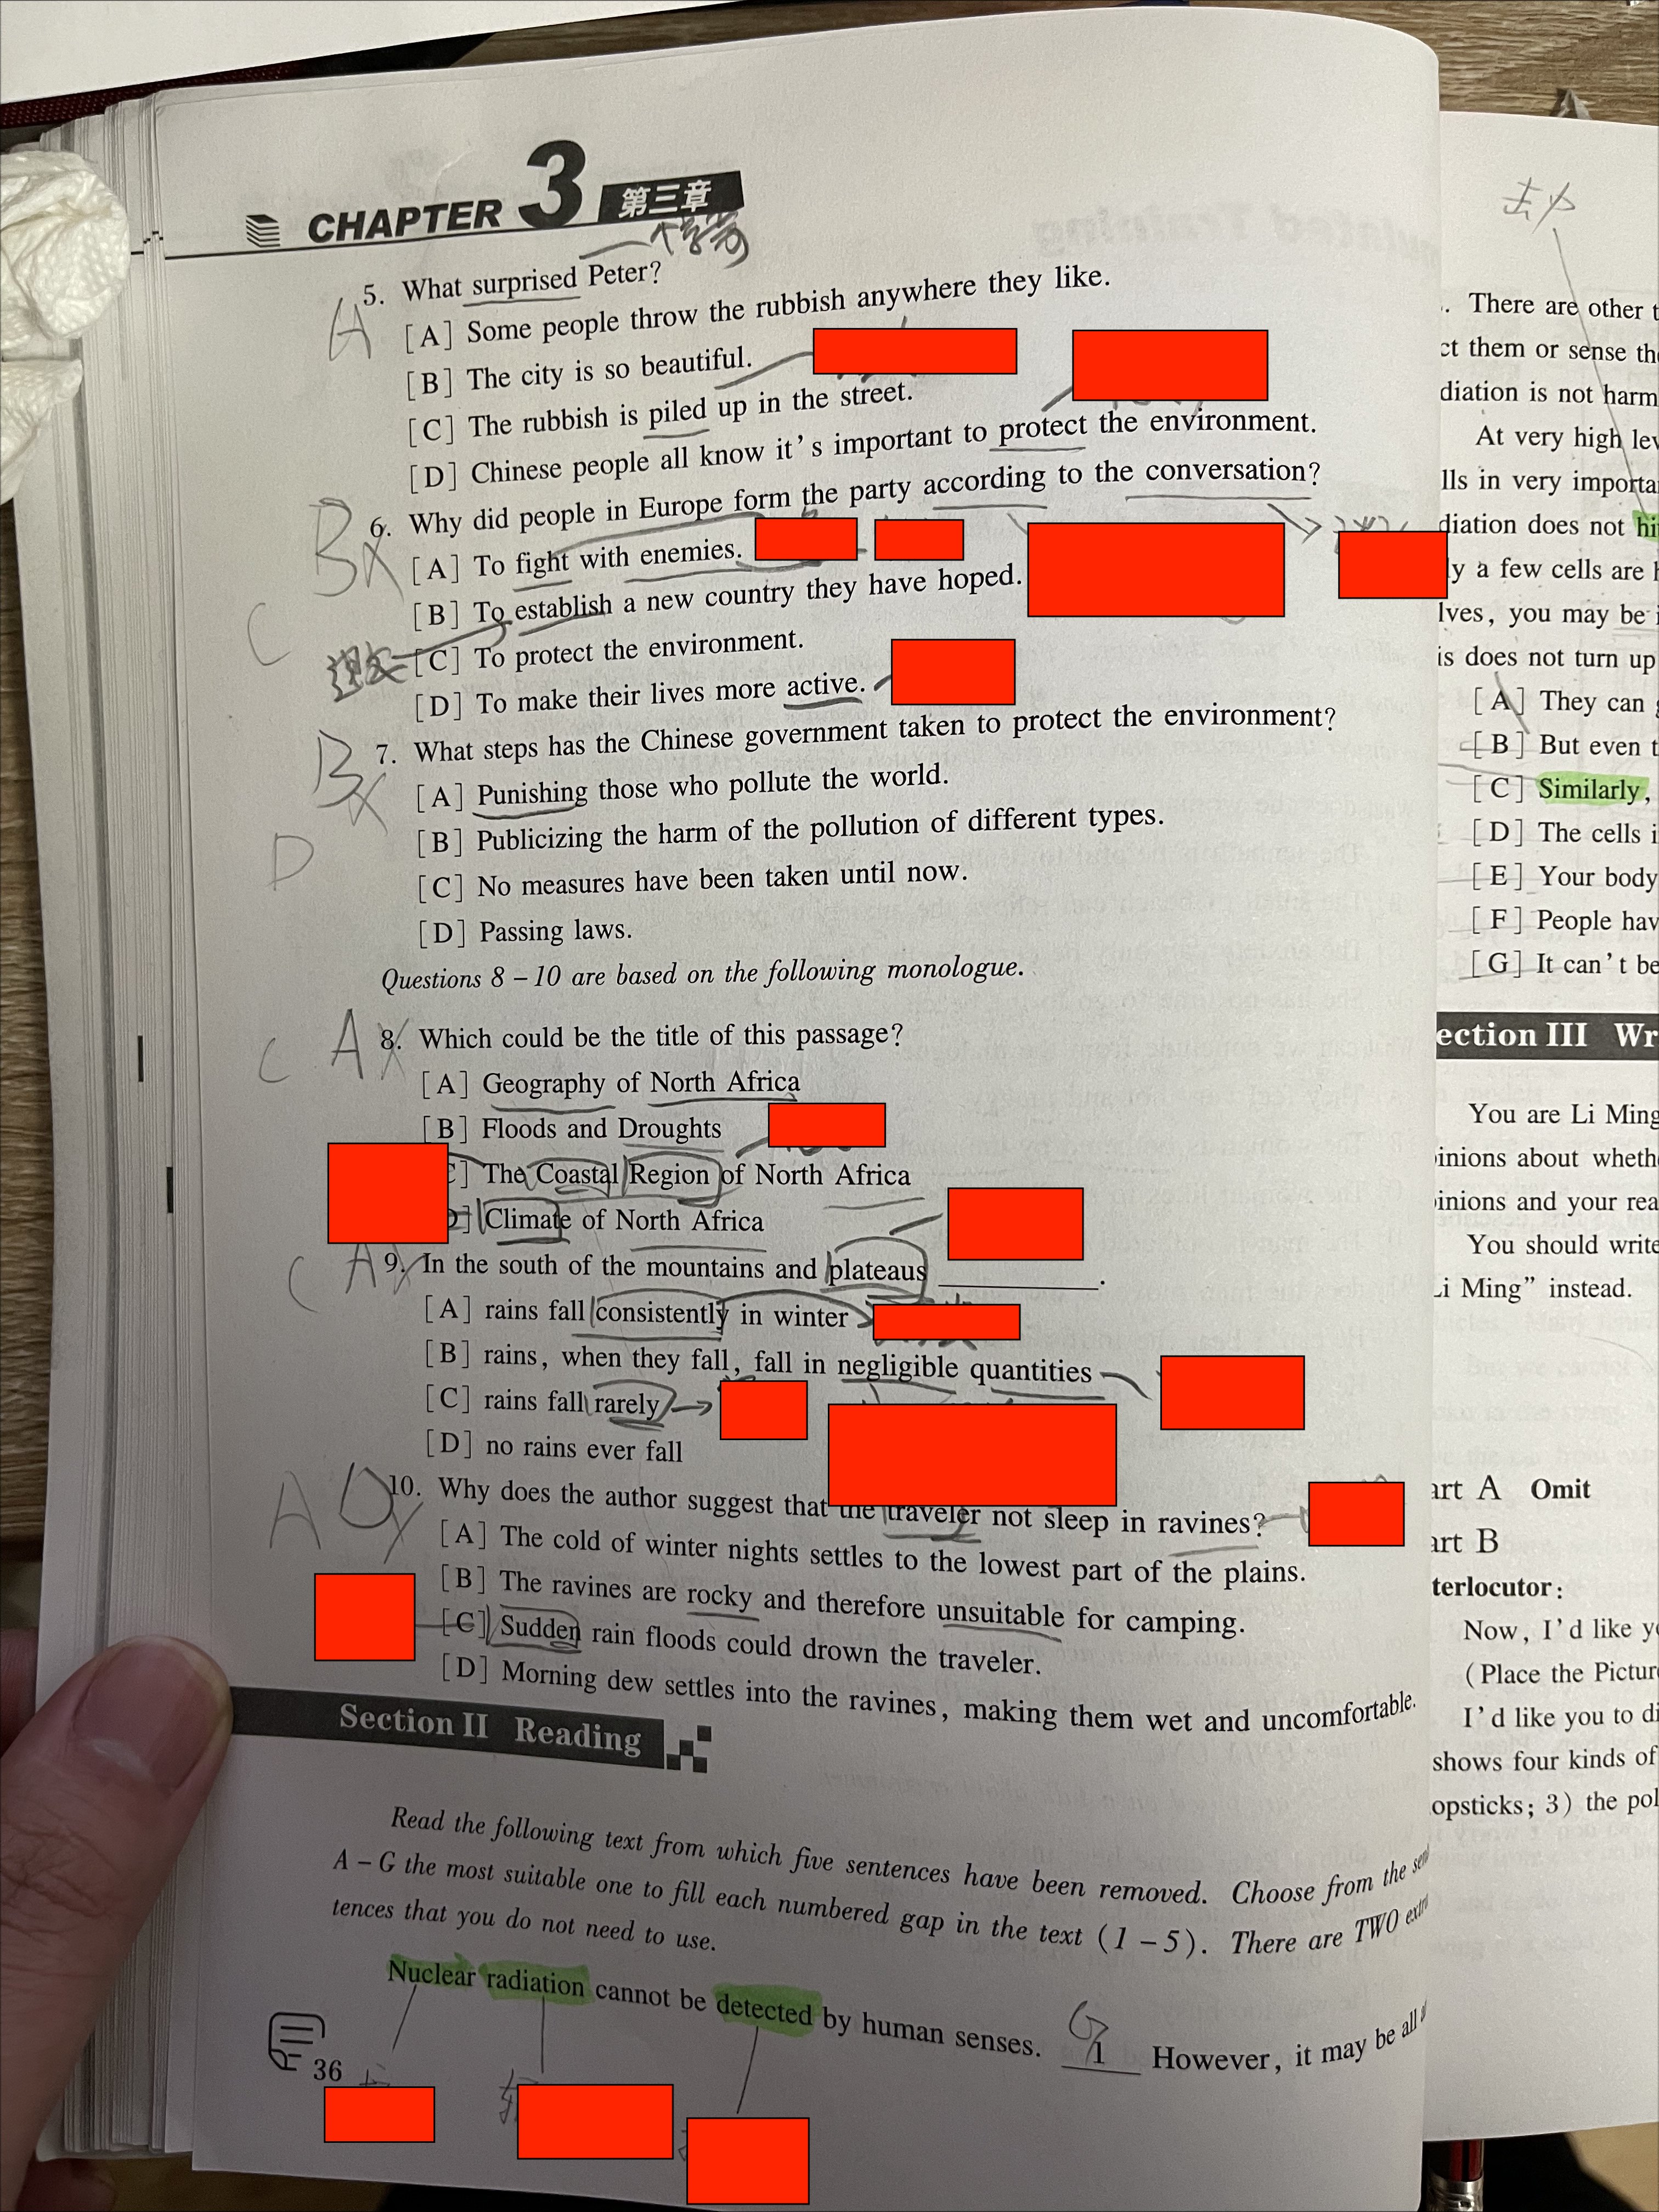 CHAPTER 3 第三章
5. What surprised Peter?
A
[A] Some people throw the rubbish anywhere they like.
[B] The city is so beautiful.
[C] The rubbish is piled up in the street.
[D] Chinese people all know it's important to protect the environment.
B
6. Why did people in Europe form the party according to the conversation?
[A] To fight with enemies.
C
[B] To establish a new country they have hoped.
[C] To protect the environment.
[D] To make their lives more active.
B
7. What steps has the Chinese government taken to protect the environment?
[A] Punishing those who pollute the world.
D
[B] Publicizing the harm of the pollution of different types.
[C] No measures have been taken until now.
[D] Passing laws.
Questions 8 – 10 are based on the following monologue.
C A
8. Which could be the title of this passage?
[A] Geography of North Africa
[B] Floods and Droughts
The Coastal Region of North Africa
Climate of North Africa
C A
9. In the south of the mountains and plateaus ________.
[A] rains fall consistently in winter
[B] rains, when they fall, fall in negligible quantities
[C] rains fall rarely
[D] no rains ever fall
A D
10. Why does the author suggest that the traveler not sleep in ravines?
[A] The cold of winter nights settles to the lowest part of the plains.
[B] The ravines are rocky and therefore unsuitable for camping.
[C] Sudden rain floods could drown the traveler.
[D] Morning dew settles into the ravines, making them wet and uncomfortable.
Section II Reading
Read the following text from which five sentences have been removed. Choose from the sen
A – G the most suitable one to fill each numbered gap in the text (1 – 5). There are TWO extr
tences that you do not need to use.
Nuclear radiation cannot be detected by human senses. G 1 However, it may be all a
36
. There are other t
ct them or sense the
diation is not harm
At very high lev
lls in very importa
diation does not hi
ly a few cells are h
lves, you may be i
is does not turn up
[A] They can g
[B] But even t
[C] Similarly,
[D] The cells i
[E] Your body
[F] People hav
[G] It can't be
ection III Wr
You are Li Ming
inions about wheth
inions and your rea
You should write
Li Ming" instead.
art A Omit
art B
terlocutor:
Now, I'd like yo
(Place the Pictur
I'd like you to di
shows four kinds of
opsticks; 3) the pol